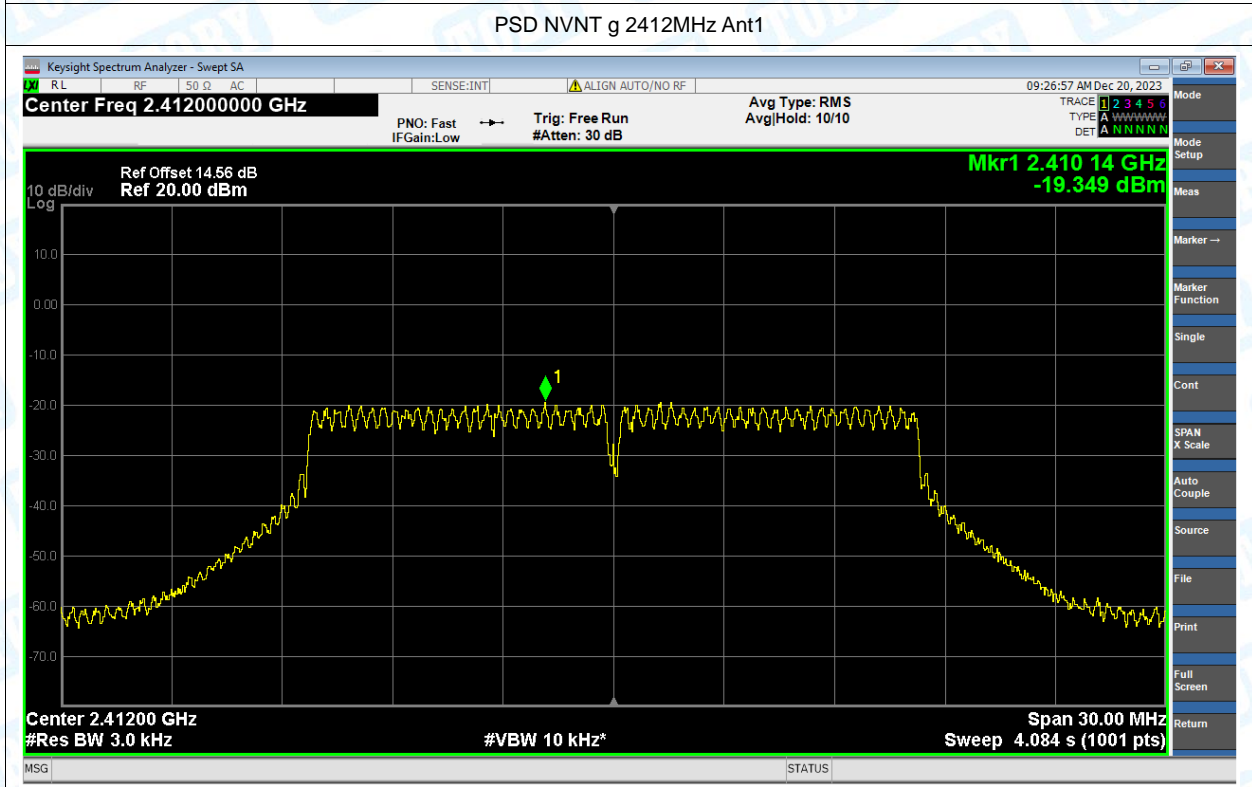 PSD NVNT g 2412MHz Ant1
Keysight Spectrum Analyzer - Swept SA
LXI RL RF 50 Ω AC SENSE:INT ALIGN AUTO/NO RF 09:26:57 AM Dec 20, 2023
Center Freq 2.412000000 GHz
PNO: Fast
IFGain:Low
Trig: Free Run
#Atten: 30 dB
Avg Type: RMS
Avg|Hold: 10/10
TRACE 1 2 3 4 5 6
TYPE A WWWWW
DET A N N N N N
Mkr1 2.410 14 GHz
-19.349 dBm
Ref Offset 14.56 dB
10 dB/div Ref 20.00 dBm
Log
10.0
0.00
-10.0
1
-20.0
-30.0
-40.0
-50.0
-60.0
-70.0
Center 2.41200 GHz Span 30.00 MHz
#Res BW 3.0 kHz #VBW 10 kHz* Sweep 4.084 s (1001 pts)
MSG STATUS
Mode
Mode
Setup
Meas
Marker →
Marker
Function
Single
Cont
SPAN
X Scale
Auto
Couple
Source
File
Print
Full
Screen
Return